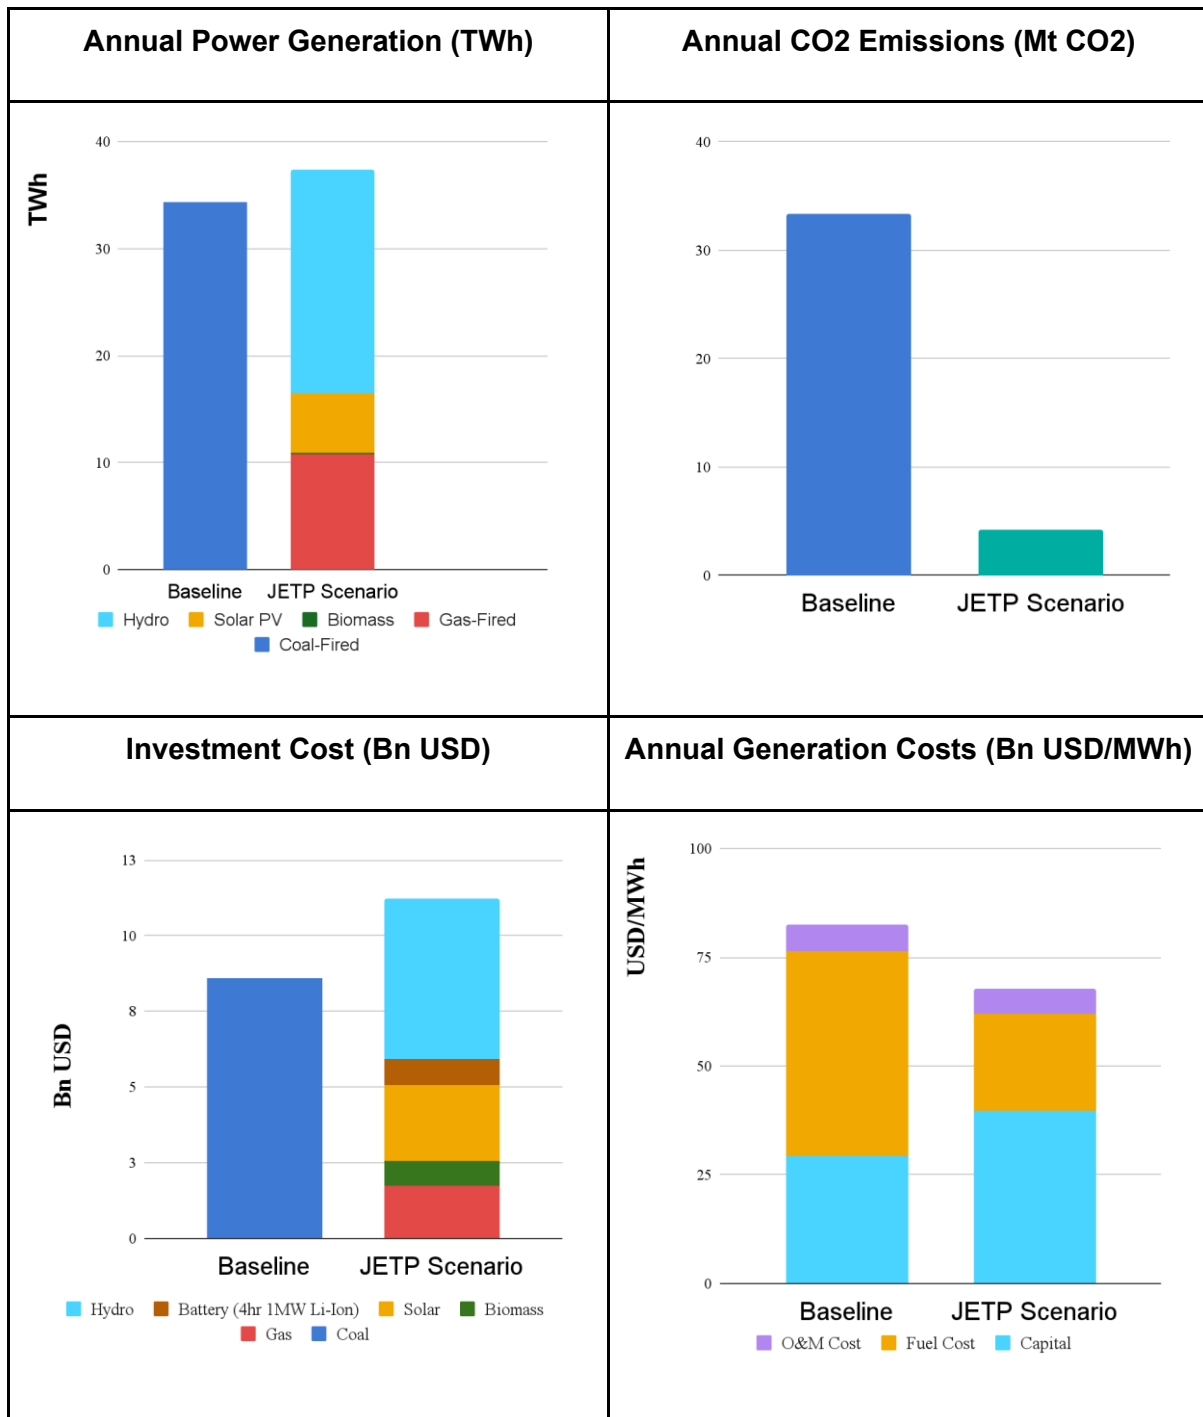 Annual Power Generation (TWh)
Annual CO2 Emissions (Mt CO2)
TWh
40
30
20
10
0
Baseline JETP Scenario
Hydro Solar PV Biomass Gas-Fired
Coal-Fired
40
30
20
10
0
Baseline JETP Scenario
Investment Cost (Bn USD)
Annual Generation Costs (Bn USD/MWh)
Bn USD
13
10
8
5
3
0
Baseline JETP Scenario
Hydro Battery (4hr 1MW Li-Ion) Solar Biomass
Gas Coal
USD/MWh
100
75
50
25
0
Baseline JETP Scenario
O&M Cost Fuel Cost Capital